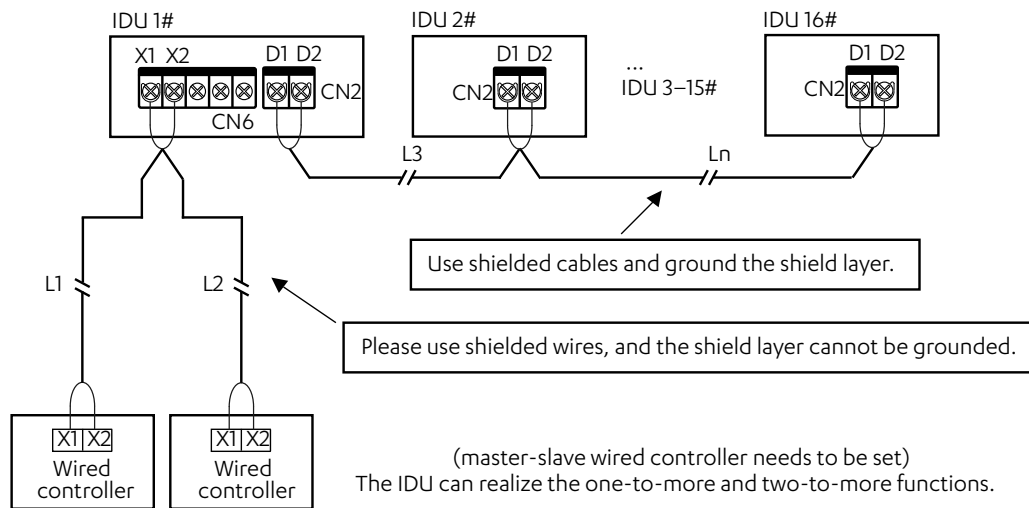 IDU 1#
IDU 2#
IDU 16#
X1 X2
D1 D2
CN2
CN6
D1 D2
CN2
...
IDU 3–15#
D1 D2
CN2
L3
Ln
Use shielded cables and ground the shield layer.
L1
L2
Please use shielded wires, and the shield layer cannot be grounded.
X1 X2
Wired
controller
X1 X2
Wired
controller
(master-slave wired controller needs to be set)
The IDU can realize the one-to-more and two-to-more functions.